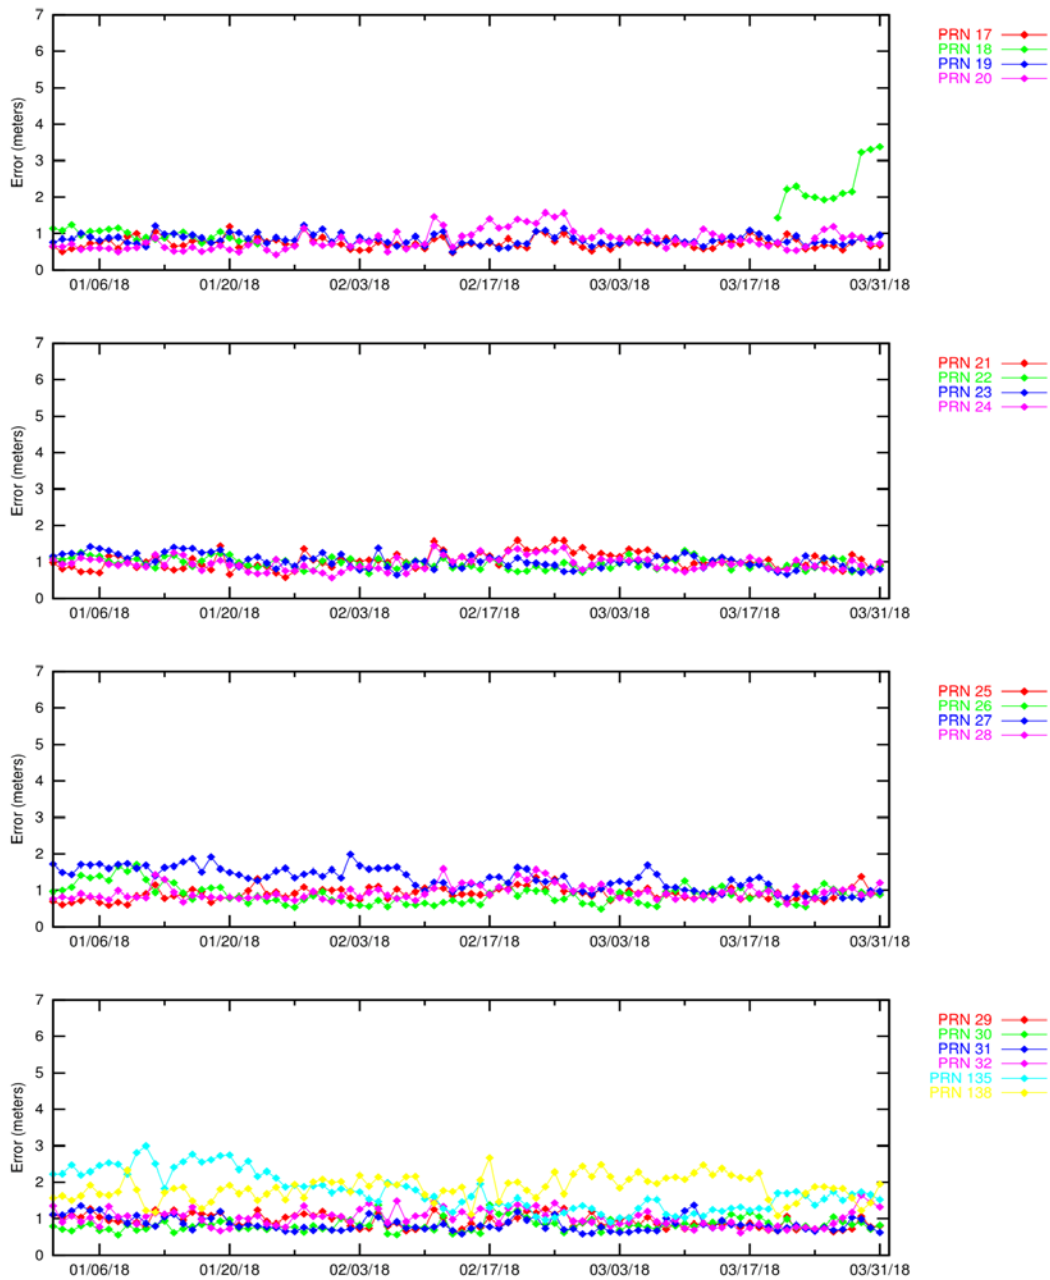 7
6
5
4
3
2
1
0
Error (meters)
01/06/18 01/20/18 02/03/18 02/17/18 03/03/18 03/17/18 03/31/18
PRN 17
PRN 18
PRN 19
PRN 20
7
6
5
4
3
2
1
0
Error (meters)
01/06/18 01/20/18 02/03/18 02/17/18 03/03/18 03/17/18 03/31/18
PRN 21
PRN 22
PRN 23
PRN 24
7
6
5
4
3
2
1
0
Error (meters)
01/06/18 01/20/18 02/03/18 02/17/18 03/03/18 03/17/18 03/31/18
PRN 25
PRN 26
PRN 27
PRN 28
7
6
5
4
3
2
1
0
Error (meters)
01/06/18 01/20/18 02/03/18 02/17/18 03/03/18 03/17/18 03/31/18
PRN 29
PRN 30
PRN 31
PRN 32
PRN 135
PRN 138